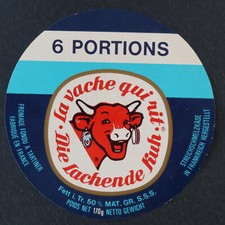 6 PORTIONS
La vache qui rit
®
Die Lachende Kuh
FROMAGE FONDU A TARTINER
FABRIQUÉ EN FRANCE
STREICHSCHMELZKÄSE
IN FRANKREICH HERGESTELLT
Fett i. Tr. 50% MAT. GR. S.S.S.
POIDS NET 170g NETTO GEWICHT